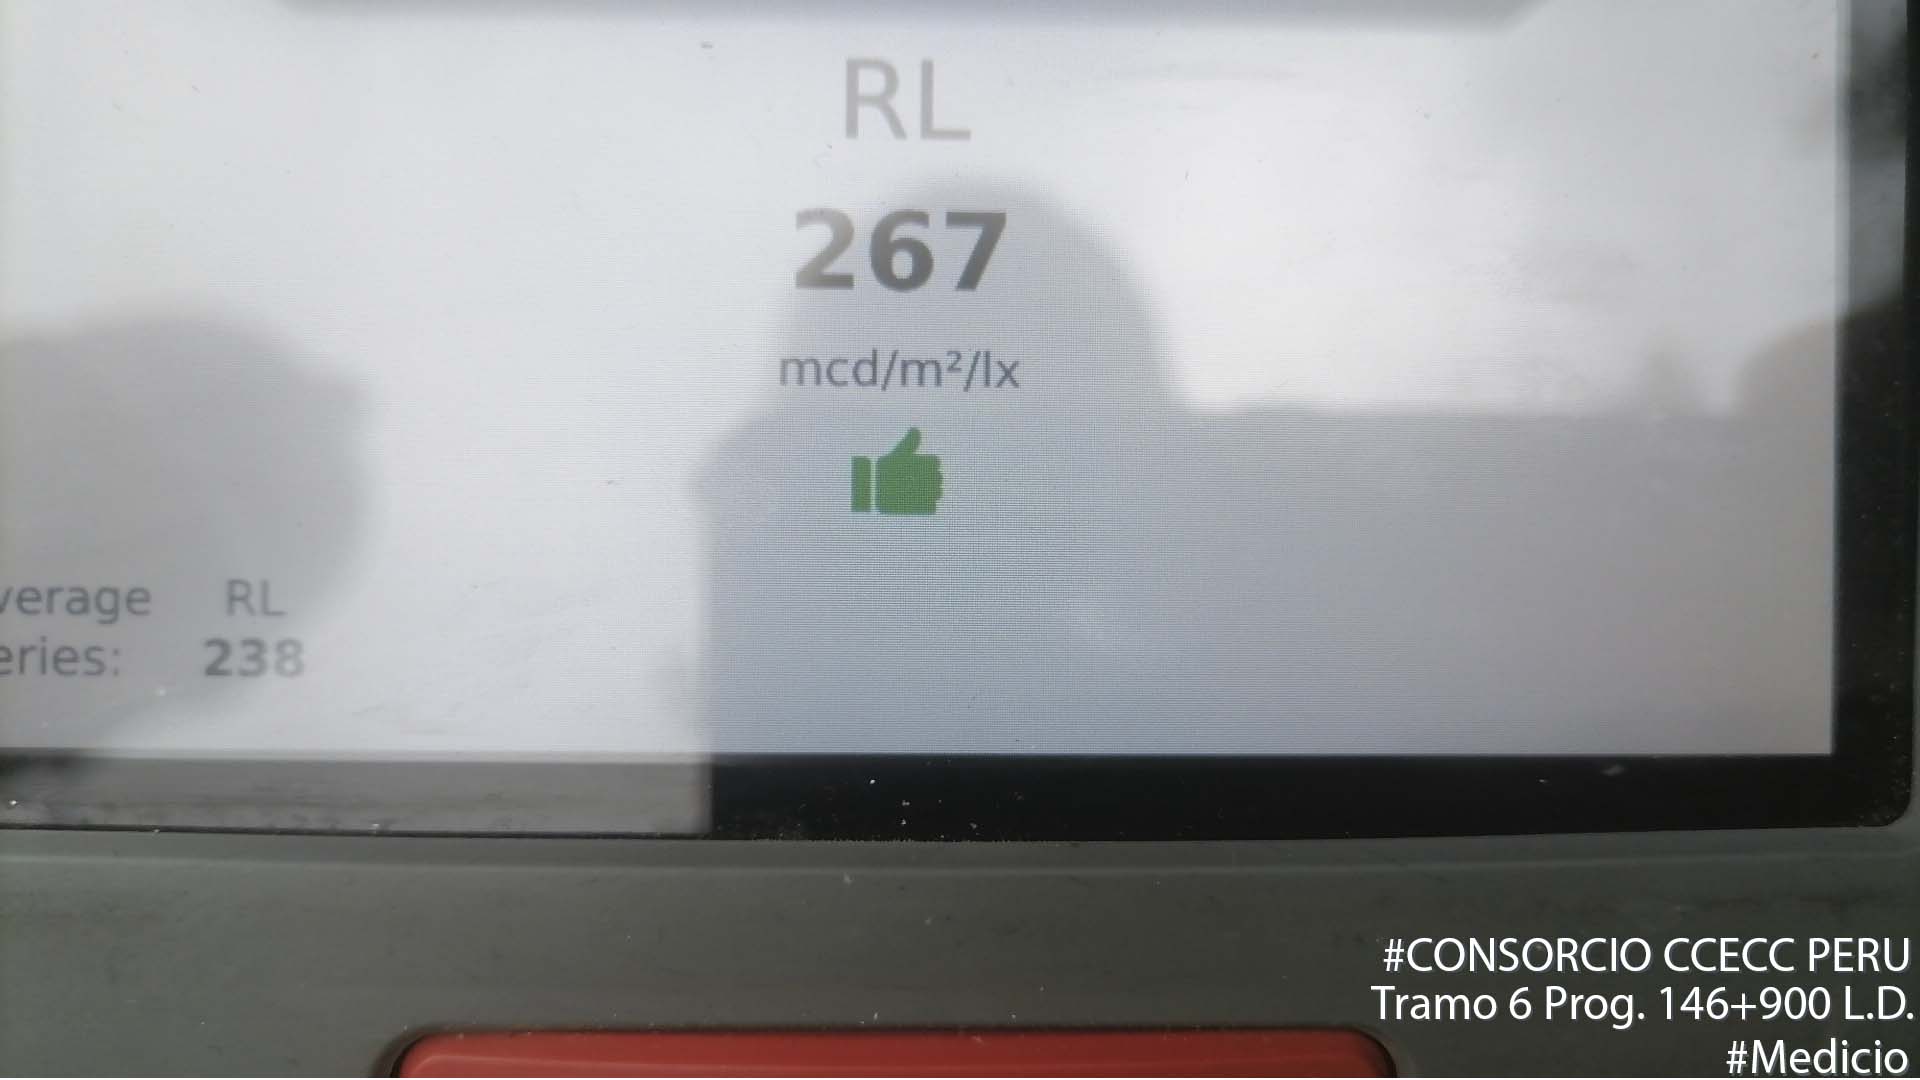 RL
267
mcd/m²/lx
verage RL
eries: 238
#CONSORCIO CCECC PERU
Tramo 6 Prog. 146+900 L.D.
#Medicio